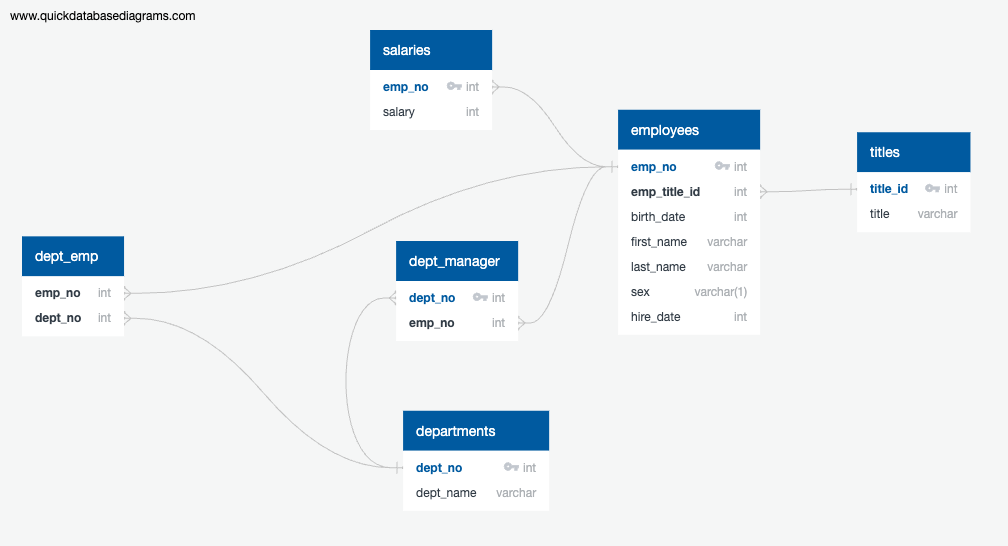 www.quickdatabasediagrams.com
salaries
emp_no int
salary int
employees
emp_no int
emp_title_id int
birth_date int
first_name varchar
last_name varchar
sex varchar(1)
hire_date int
titles
title_id int
title varchar
dept_emp
emp_no int
dept_no int
dept_manager
dept_no int
emp_no int
departments
dept_no int
dept_name varchar